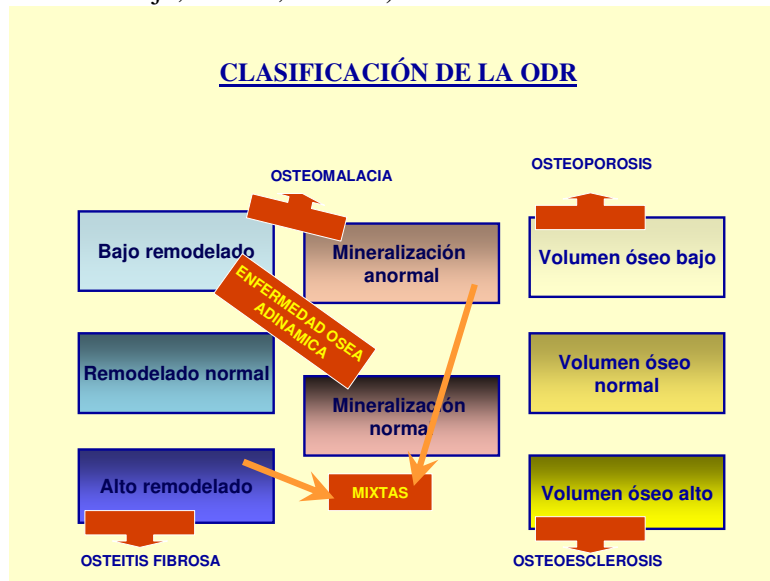 CLASIFICACIÓN DE LA ODR
OSTEOMALACIA
OSTEOPOROSIS
Bajo remodelado
Mineralización
anormal
Volumen óseo bajo
ENFERMEDAD OSEA
ADINAMICA
Remodelado normal
Mineralización
norma
Volumen óseo
normal
Alto remodelado
MIXTAS
Volumen óseo alto
OSTEITIS FIBROSA
OSTEOESCLEROSIS